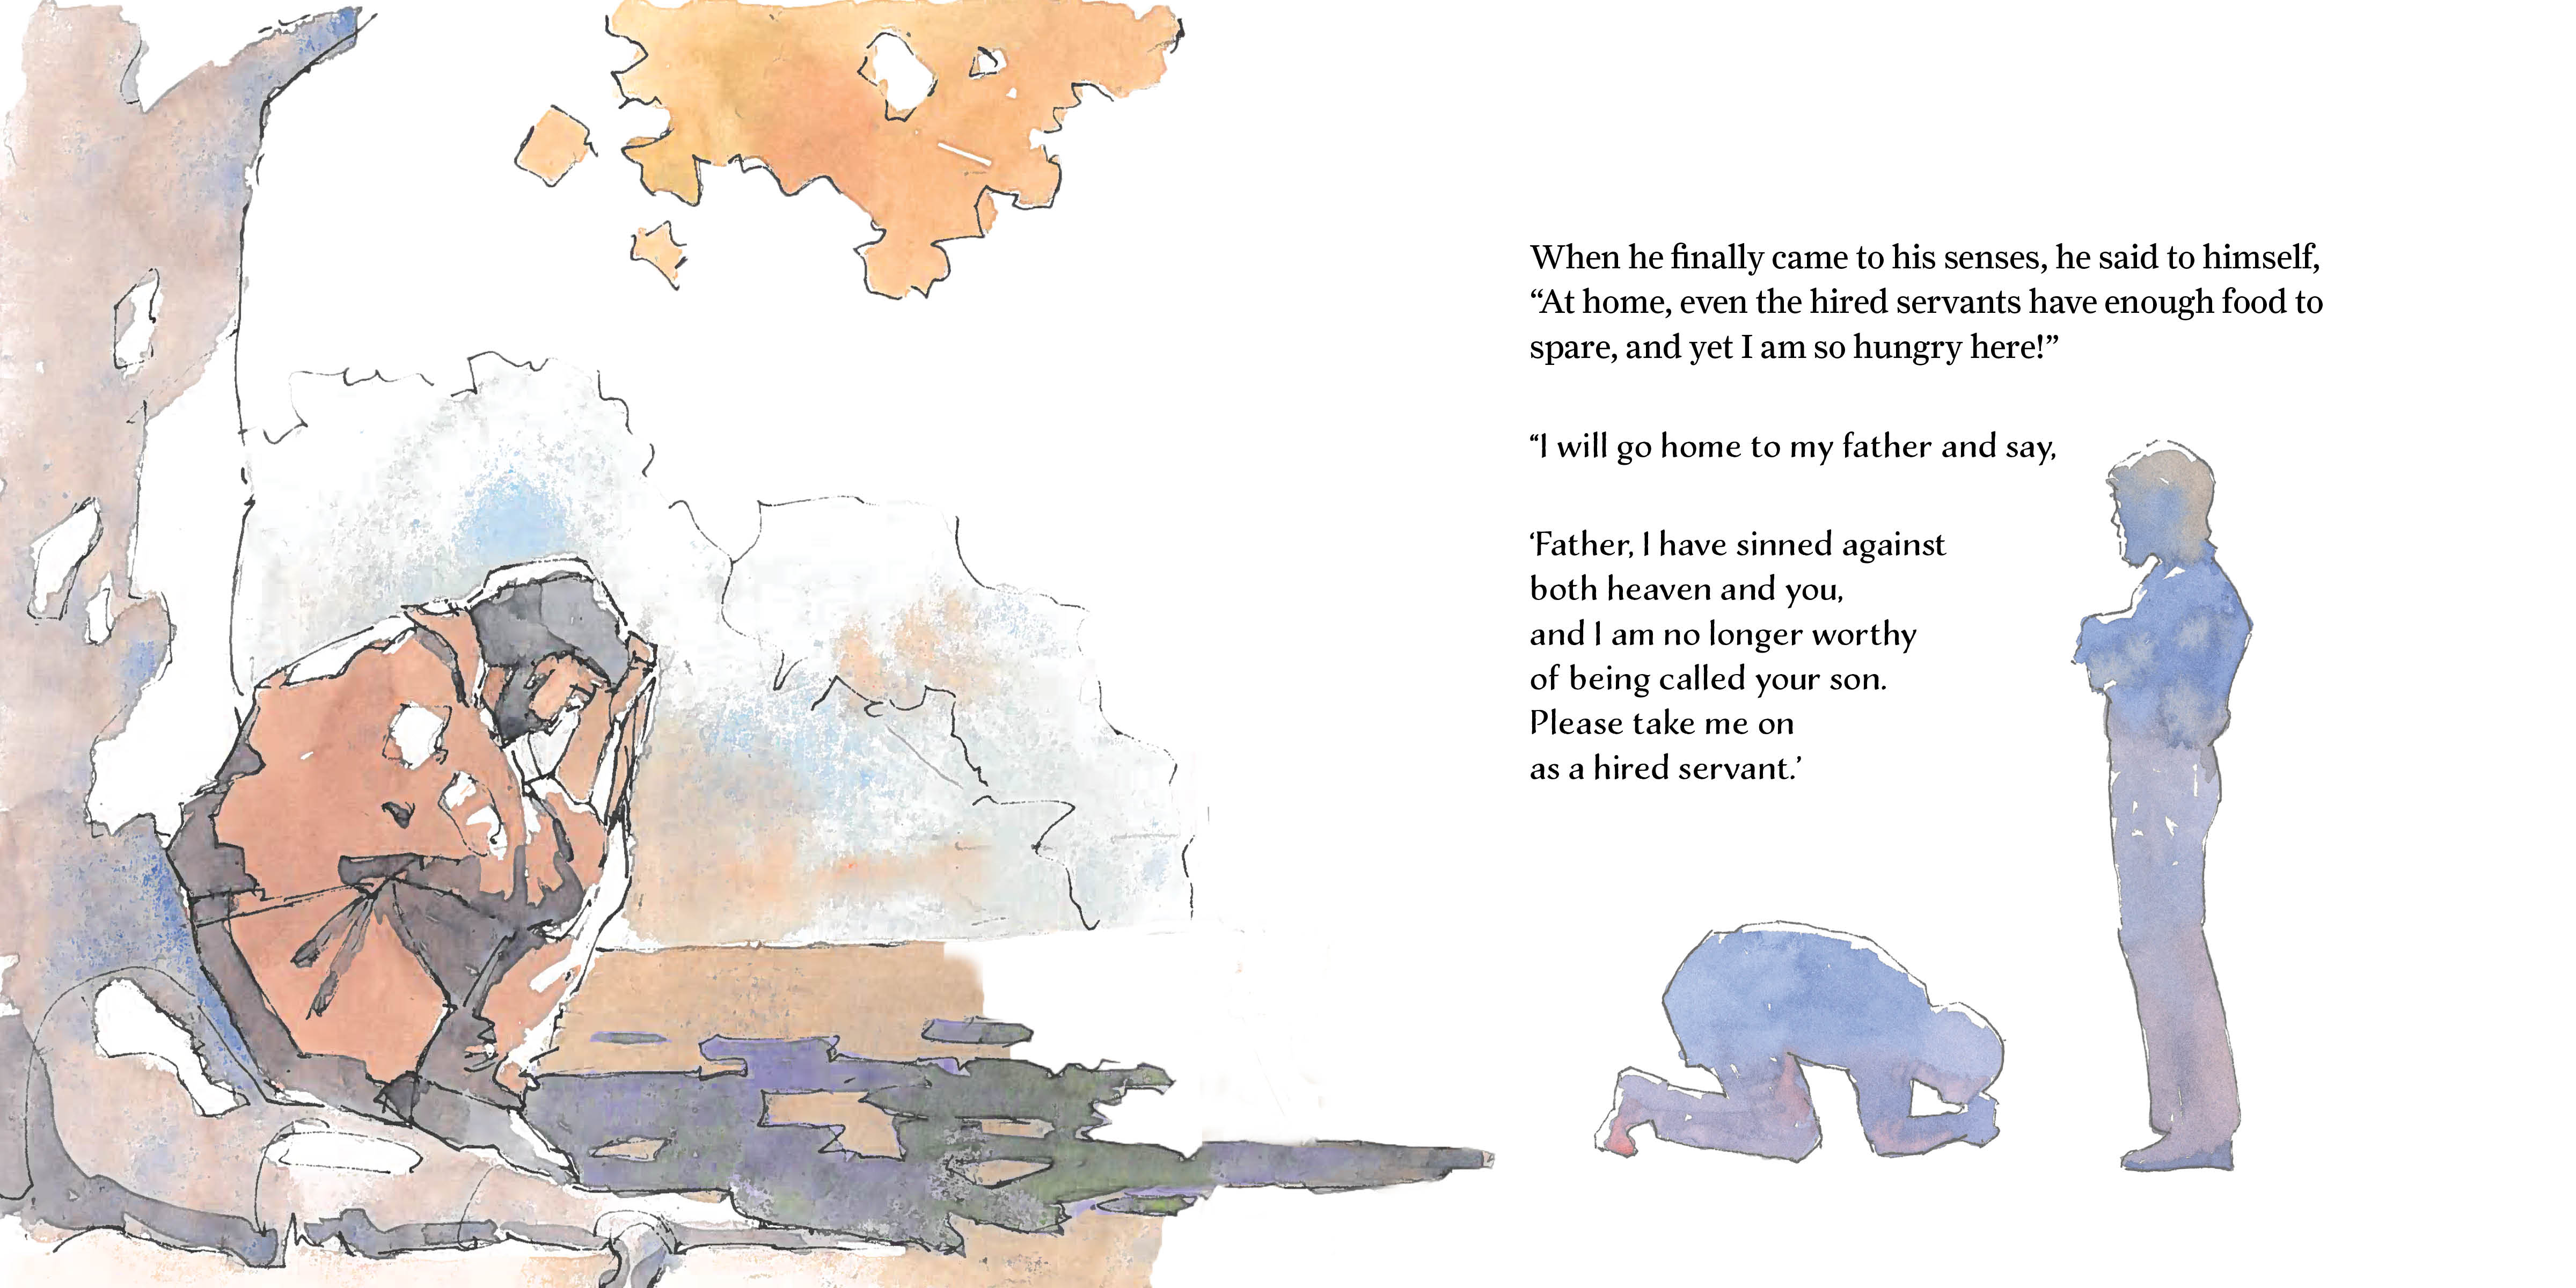 When he finally came to his senses, he said to himself,
“At home, even the hired servants have enough food to
spare, and yet I am so hungry here!”
“I will go home to my father and say,
‘Father, I have sinned against
both heaven and you,
and I am no longer worthy
of being called your son.
Please take me on
as a hired servant.’